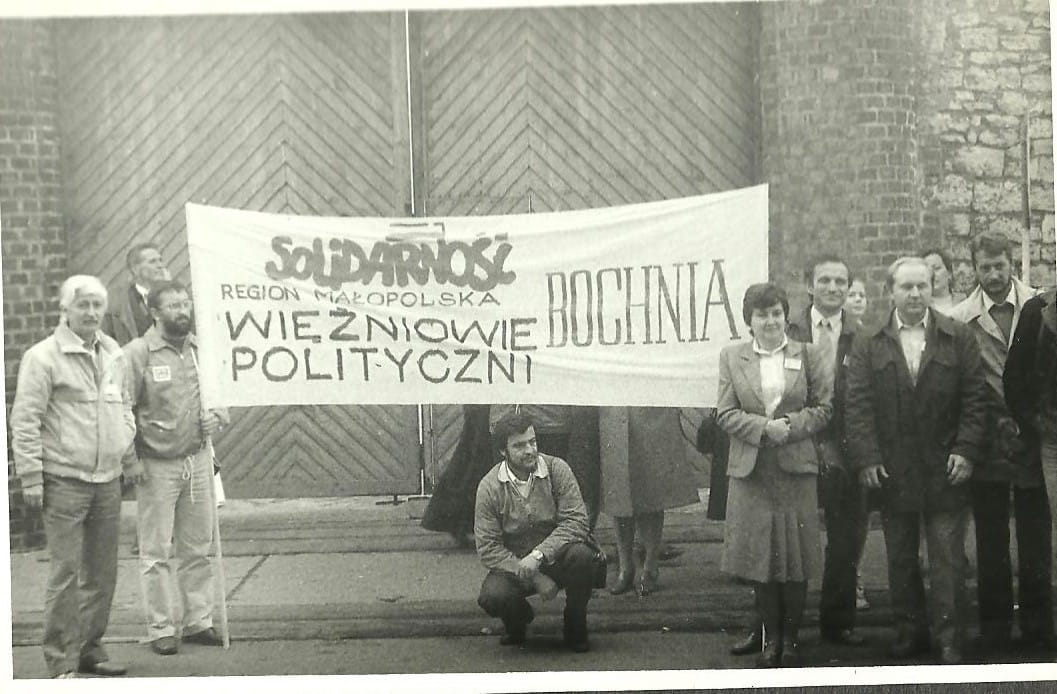 SOLIDARNOŚĆ
REGION MAŁOPOLSKA
WIĘŹNIOWIE
POLITYCZNI
BOCHNIA